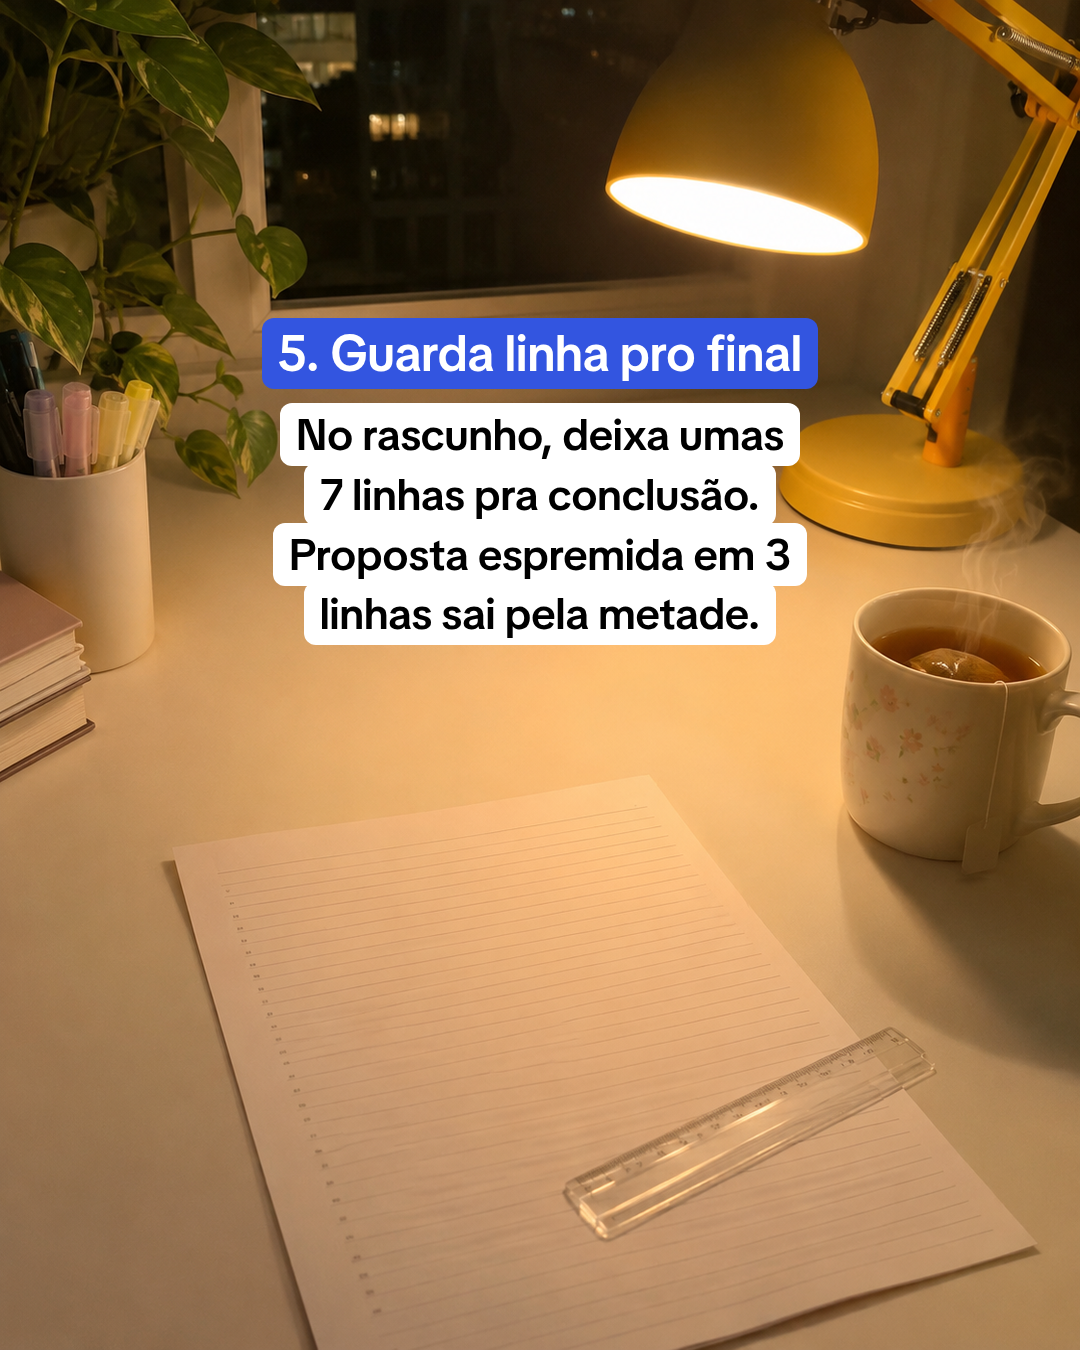 5. Guarda linha pro final
No rascunho, deixa umas
7 linhas pra conclusão.
Proposta espremida em 3
linhas sai pela metade.